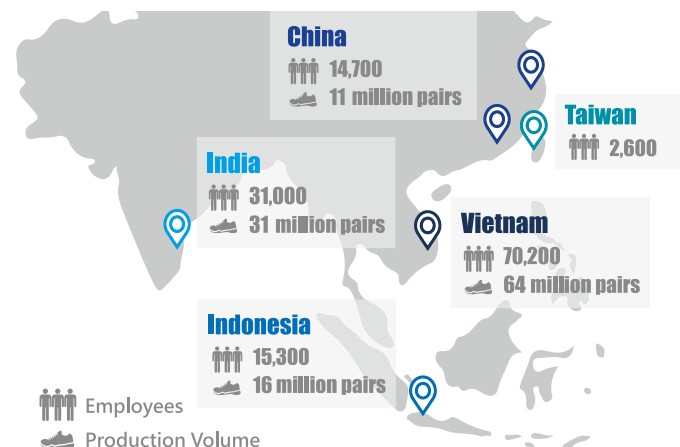 China
14,700
11 million pairs
Taiwan
2,600
India
31,000
31 million pairs
Vietnam
70,200
64 million pairs
Indonesia
15,300
16 million pairs
Employees
Production Volume